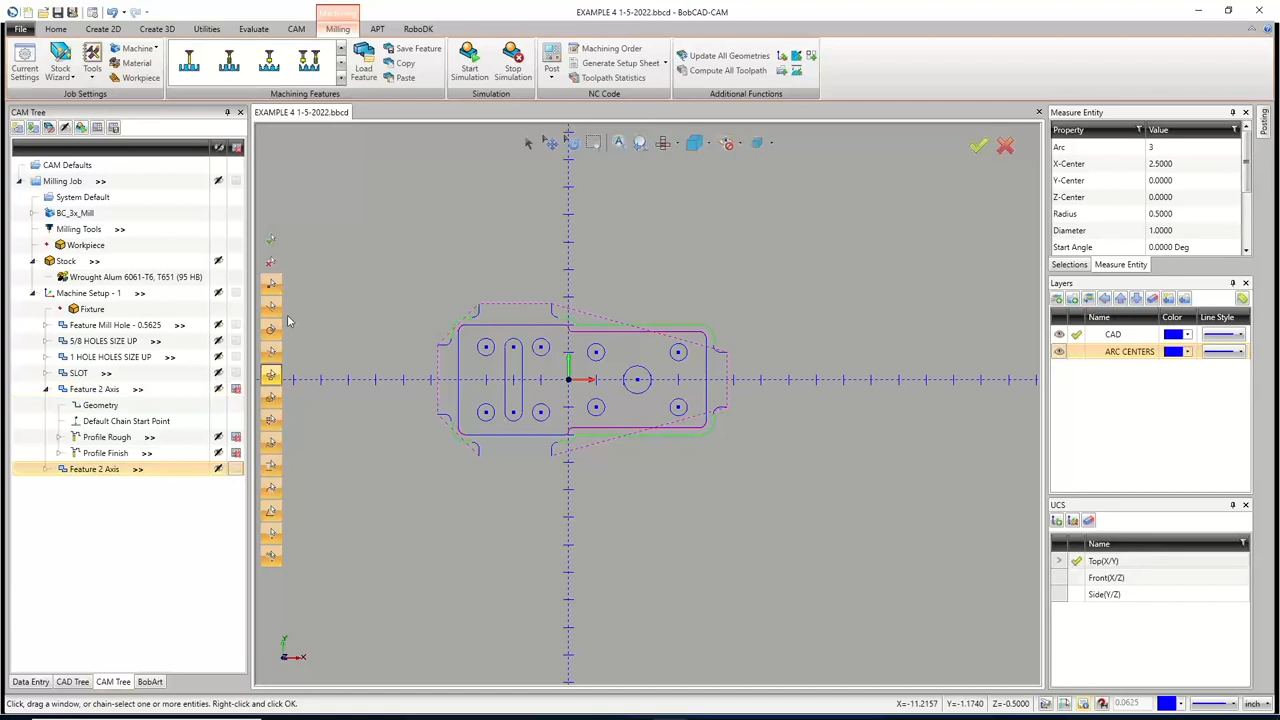 EXAMPLE 4 1-5-2022.bbcd - BobCAD-CAM
Machining
File
Home
Create 2D
Create 3D
Utilities
Evaluate
CAM
Milling
APT
RoboDK
Current Settings
Stock Wizard
Tools
Machine
Material
Workpiece
Load Feature
Save Feature
Copy
Paste
Start Simulation
Stop Simulation
Post
Machining Order
Generate Setup Sheet
Toolpath Statistics
Update All Geometries
Compute All Toolpath
Job Settings
Machining Features
Simulation
NC Code
Additional Functions
CAM Tree
EXAMPLE 4 1-5-2022.bbcd
CAM Defaults
Milling Job >>
System Default
BC_3x_Mill
Milling Tools >>
Workpiece
Stock >>
Wrought Alum 6061-T6, T651 (95 HB)
Machine Setup - 1 >>
Fixture
Feature Mill Hole - 0.5625 >>
5/8 HOLES SIZE UP >>
1 HOLE HOLES SIZE UP >>
SLOT >>
Feature 2 Axis >>
Geometry
Default Chain Start Point
Profile Rough >>
Profile Finish >>
Feature 2 Axis >>
Data Entry
CAD Tree
CAM Tree
BobArt
Y
Z
X
Measure Entity
Property Value
Arc 3
X-Center 2.5000
Y-Center 0.0000
Z-Center 0.0000
Radius 0.5000
Diameter 1.0000
Start Angle 0.0000 Deg
Selections
Measure Entity
Layers
Name Color Line Style
CAD
ARC CENTERS
UCS
Name
Top(X/Y)
Front(X/Z)
Side(Y/Z)
Posting
Click, drag a window, or chain-select one or more entities. Right-click and click OK.
X=-11.2157 Y=-1.1740 Z=-0.5000
0.0625
inch